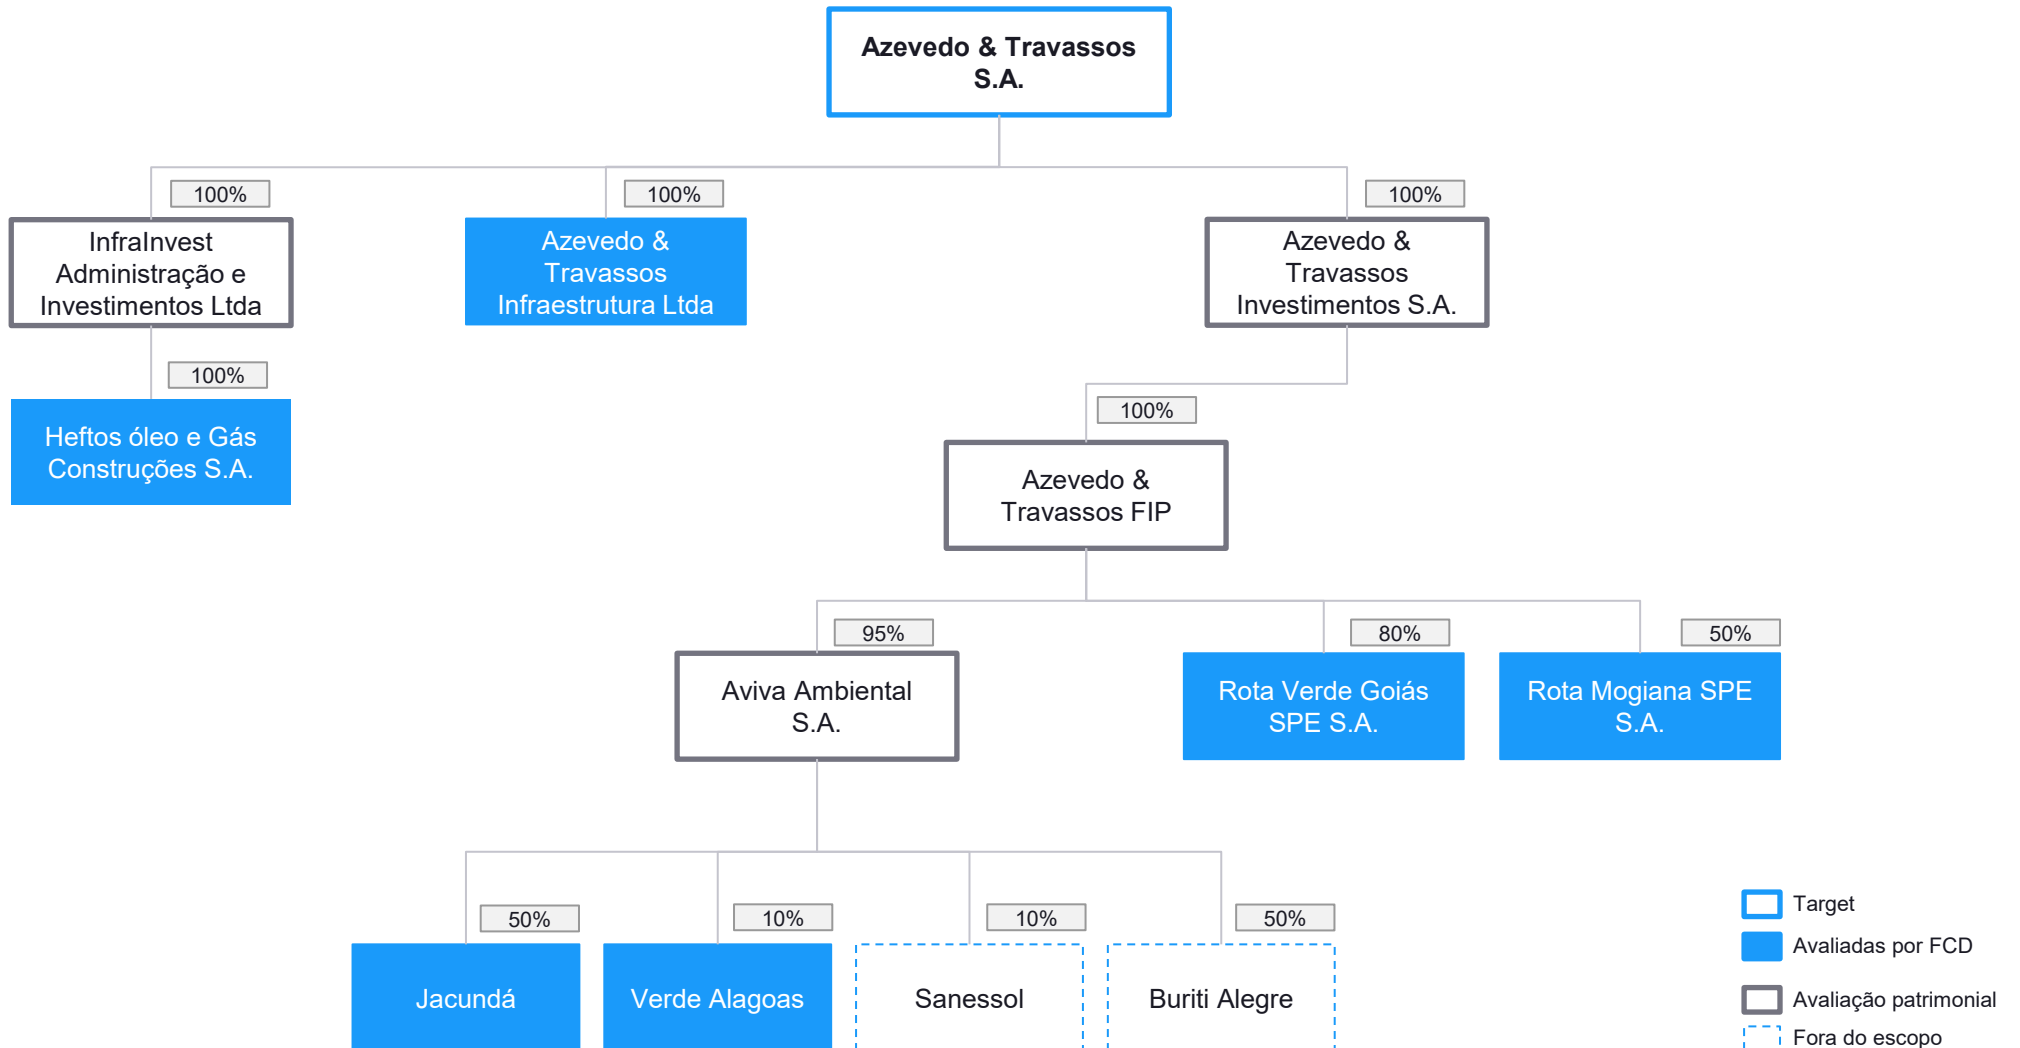 Azevedo & Travassos
S.A.
100%
100%
100%
InfraInvest
Administração e
Investimentos Ltda
Azevedo &
Travassos
Infraestrutura Ltda
Azevedo &
Travassos
Investimentos S.A.
100%
Heftos óleo e Gás
Construções S.A.
100%
Azevedo &
Travassos FIP
95%
80%
50%
Aviva Ambiental
S.A.
Rota Verde Goiás
SPE S.A.
Rota Mogiana SPE
S.A.
50%
10%
10%
50%
Jacundá
Verde Alagoas
Sanessol
Buriti Alegre
Target
Avaliadas por FCD
Avaliação patrimonial
Fora do escopo